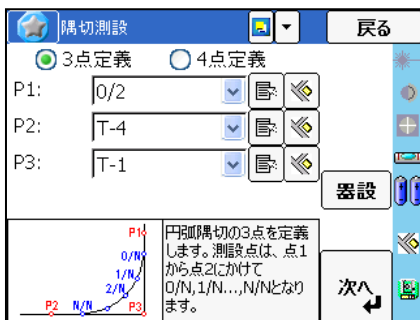 隅切測設
戻る
3点定義
4点定義
P1:
0/2
P2:
T-4
P3:
T-1
器設
P1
0/N
1/N
2/N
P2
N/N
P3
円弧隅切の3点を定義
します。測設点は、点1
から点2にかけて
0/N,1/N...,N/Nとなり
ます。
次へ